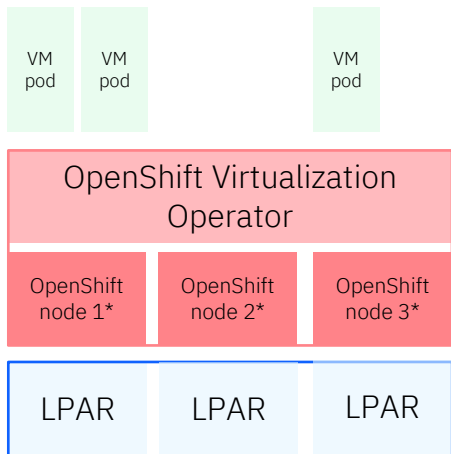 VM
pod
VM
pod
VM
pod
OpenShift Virtualization
Operator
OpenShift
node 1*
OpenShift
node 2*
OpenShift
node 3*
LPAR
LPAR
LPAR